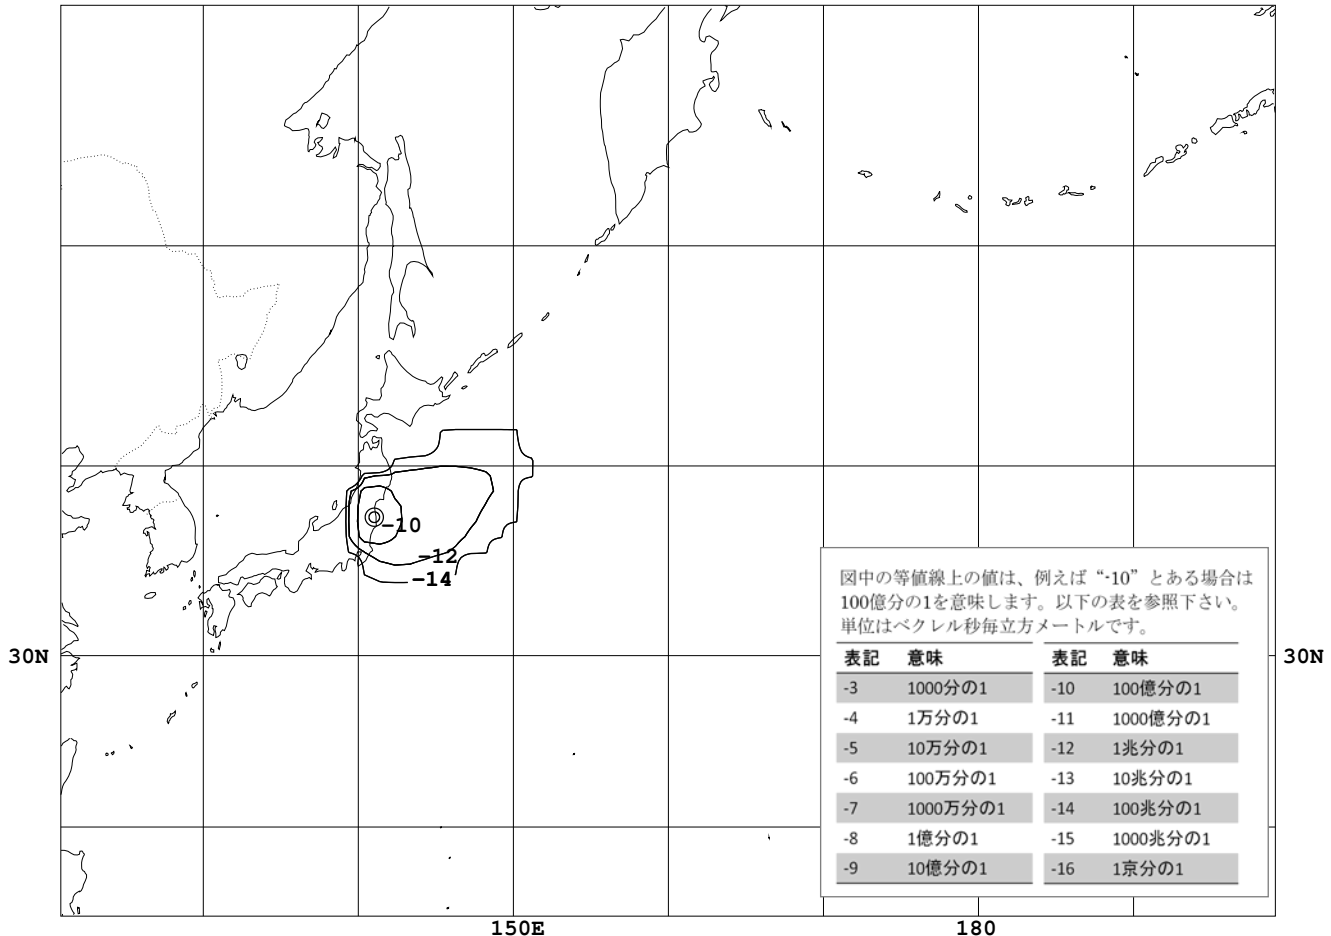 -10
-12
-14
図中の等値線上の値は、例えば“-10”とある場合は
100億分の1を意味します。以下の表を参照下さい。
単位はベクレル秒毎立方メートルです。
表記 意味 表記 意味
-3 1000分の1 -10 100億分の1
-4 1万分の1 -11 1000億分の1
-5 10万分の1 -12 1兆分の1
-6 100万分の1 -13 10兆分の1
-7 1000万分の1 -14 100兆分の1
-8 1億分の1 -15 1000兆分の1
-9 10億分の1 -16 1京分の1
30N 30N
150E 180